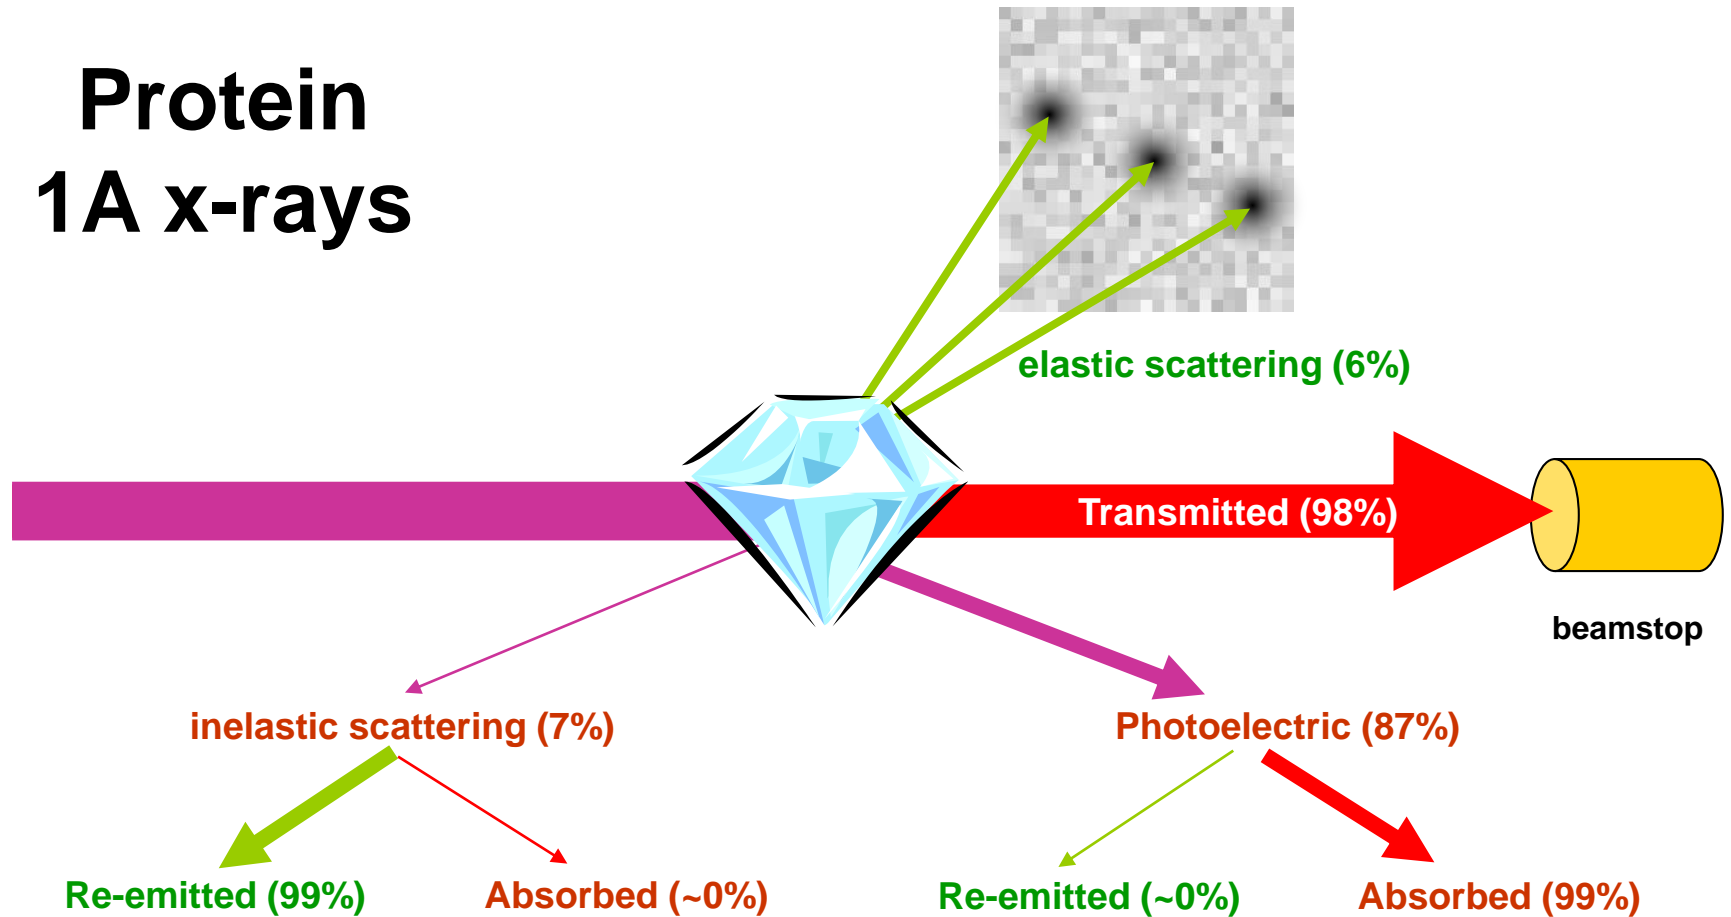 Protein
1A x-rays
elastic scattering (6%)
Transmitted (98%)
beamstop
inelastic scattering (7%)
Photoelectric (87%)
Re-emitted (99%)
Absorbed (~0%)
Re-emitted (~0%)
Absorbed (99%)